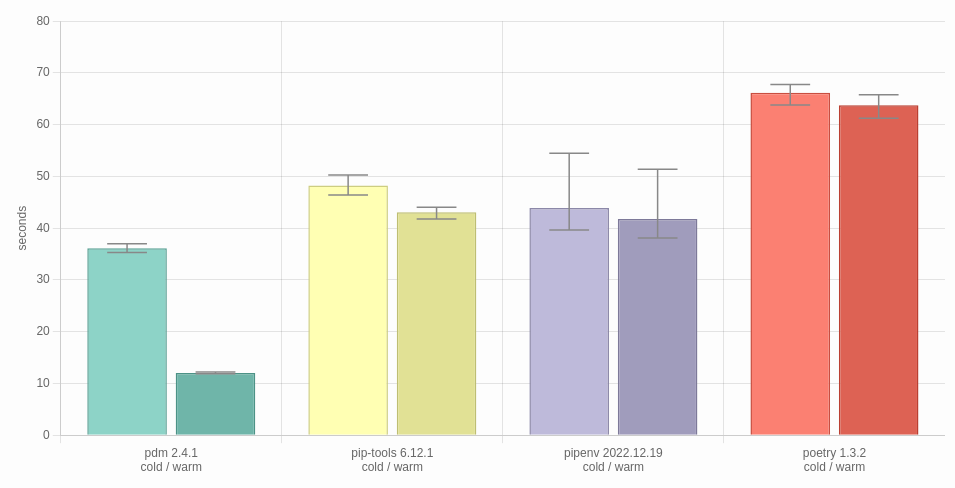 80
70
60
50
40
30
20
10
0
seconds
pdm 2.4.1
cold / warm
pip-tools 6.12.1
cold / warm
pipenv 2022.12.19
cold / warm
poetry 1.3.2
cold / warm